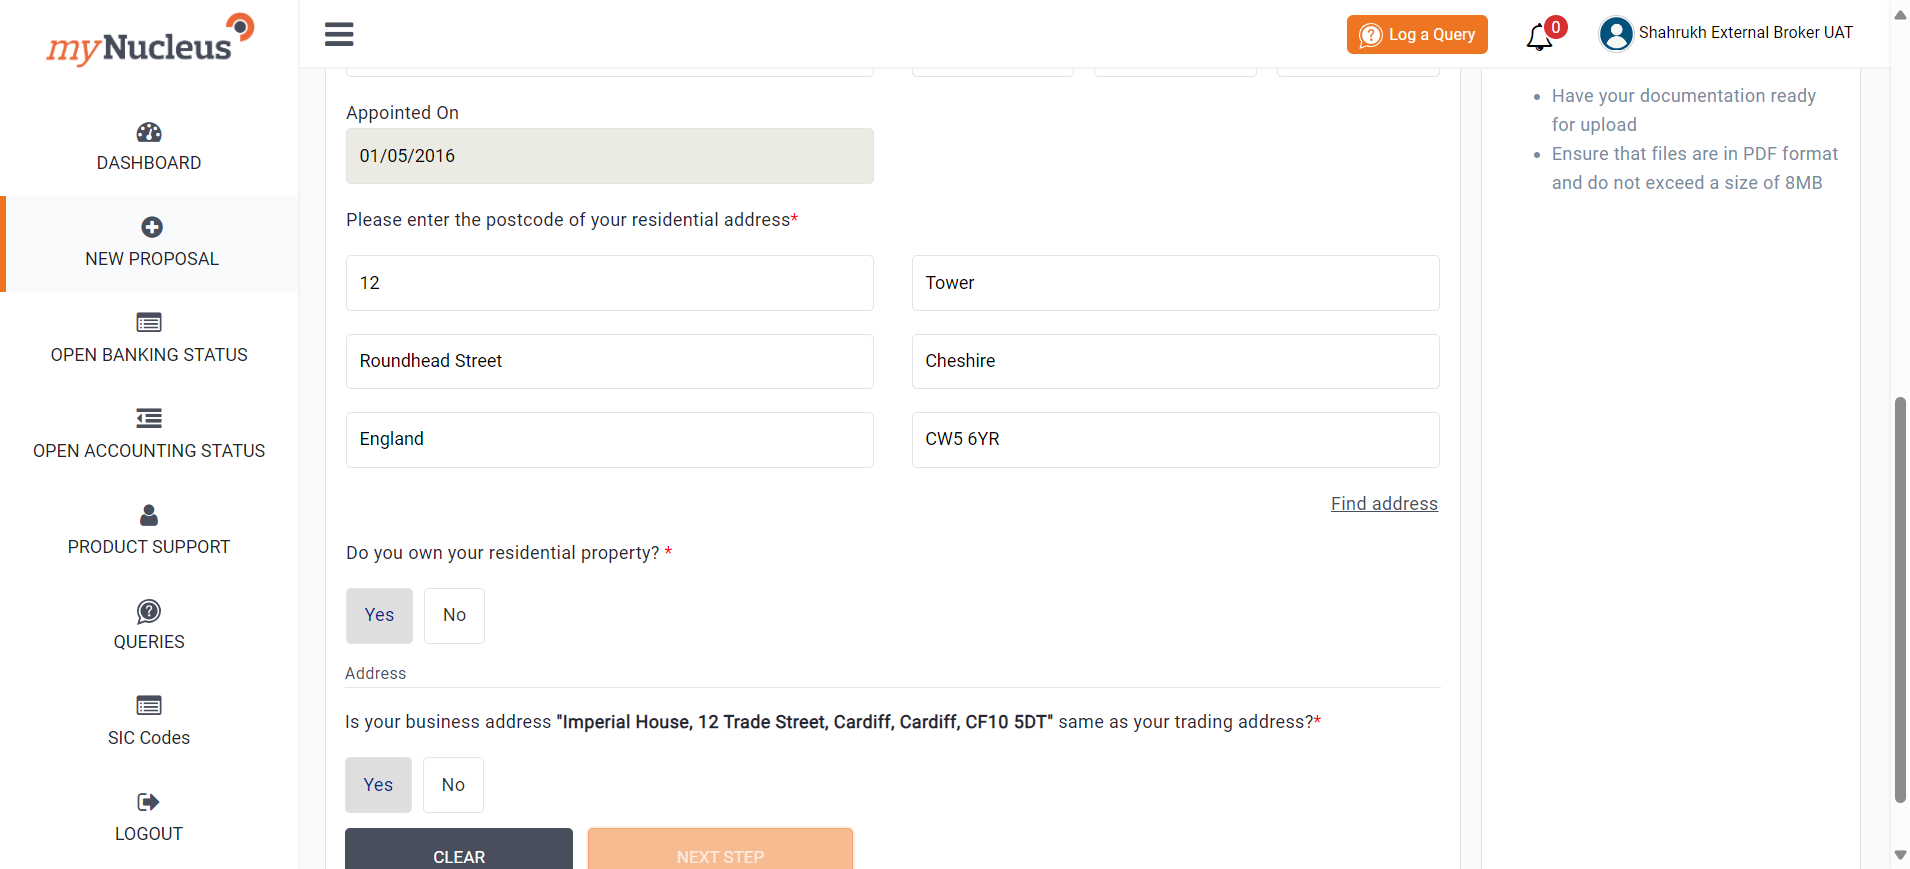 myNucleus
Log a Query
0
Shahrukh External Broker UAT
DASHBOARD
NEW PROPOSAL
OPEN BANKING STATUS
OPEN ACCOUNTING STATUS
PRODUCT SUPPORT
QUERIES
SIC Codes
LOGOUT
Appointed On
01/05/2016
Please enter the postcode of your residential address*
12
Tower
Roundhead Street
Cheshire
England
CW5 6YR
Find address
Do you own your residential property? *
Yes
No
Address
Is your business address "Imperial House, 12 Trade Street, Cardiff, Cardiff, CF10 5DT" same as your trading address?*
Yes
No
CLEAR
NEXT STEP
• Have your documentation ready
for upload
• Ensure that files are in PDF format
and do not exceed a size of 8MB